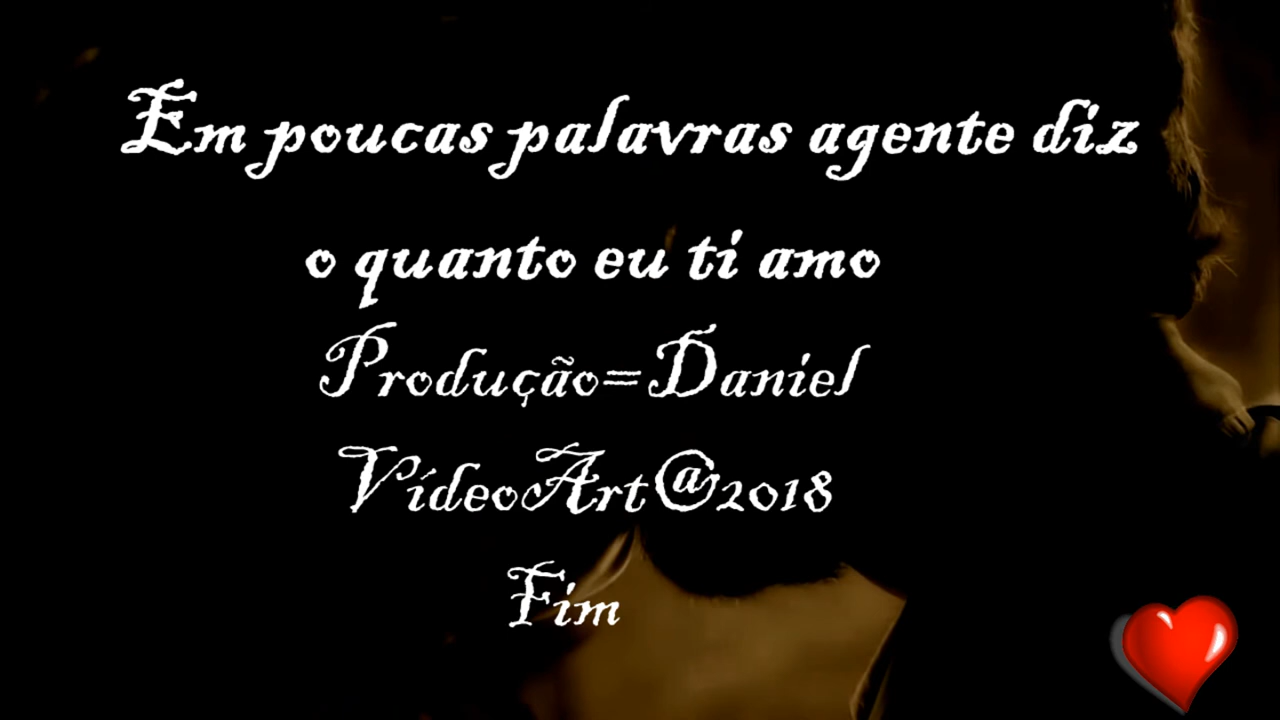 Em poucas palavras agente diz
o quanto eu ti amo
Produção=Daniel
VídeoArt@2018
Fim